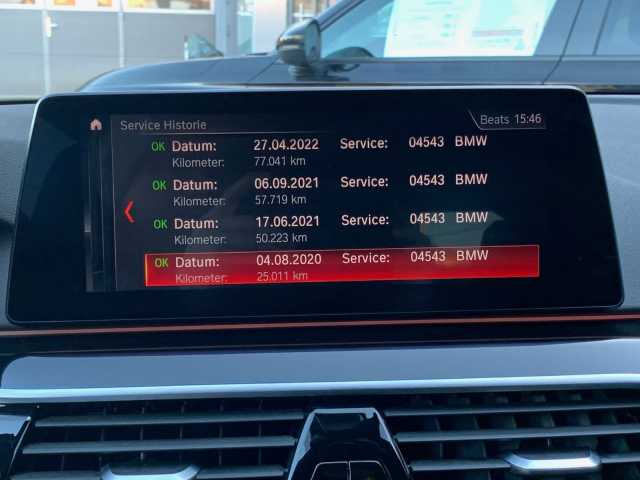 Service Historie
Beats 15:46
OK Datum: 27.04.2022 Service: 04543 BMW
Kilometer: 77.041 km
OK Datum: 06.09.2021 Service: 04543 BMW
Kilometer: 57.719 km
OK Datum: 17.06.2021 Service: 04543 BMW
Kilometer: 50.223 km
OK Datum: 04.08.2020 Service: 04543 BMW
Kilometer: 25.011 km